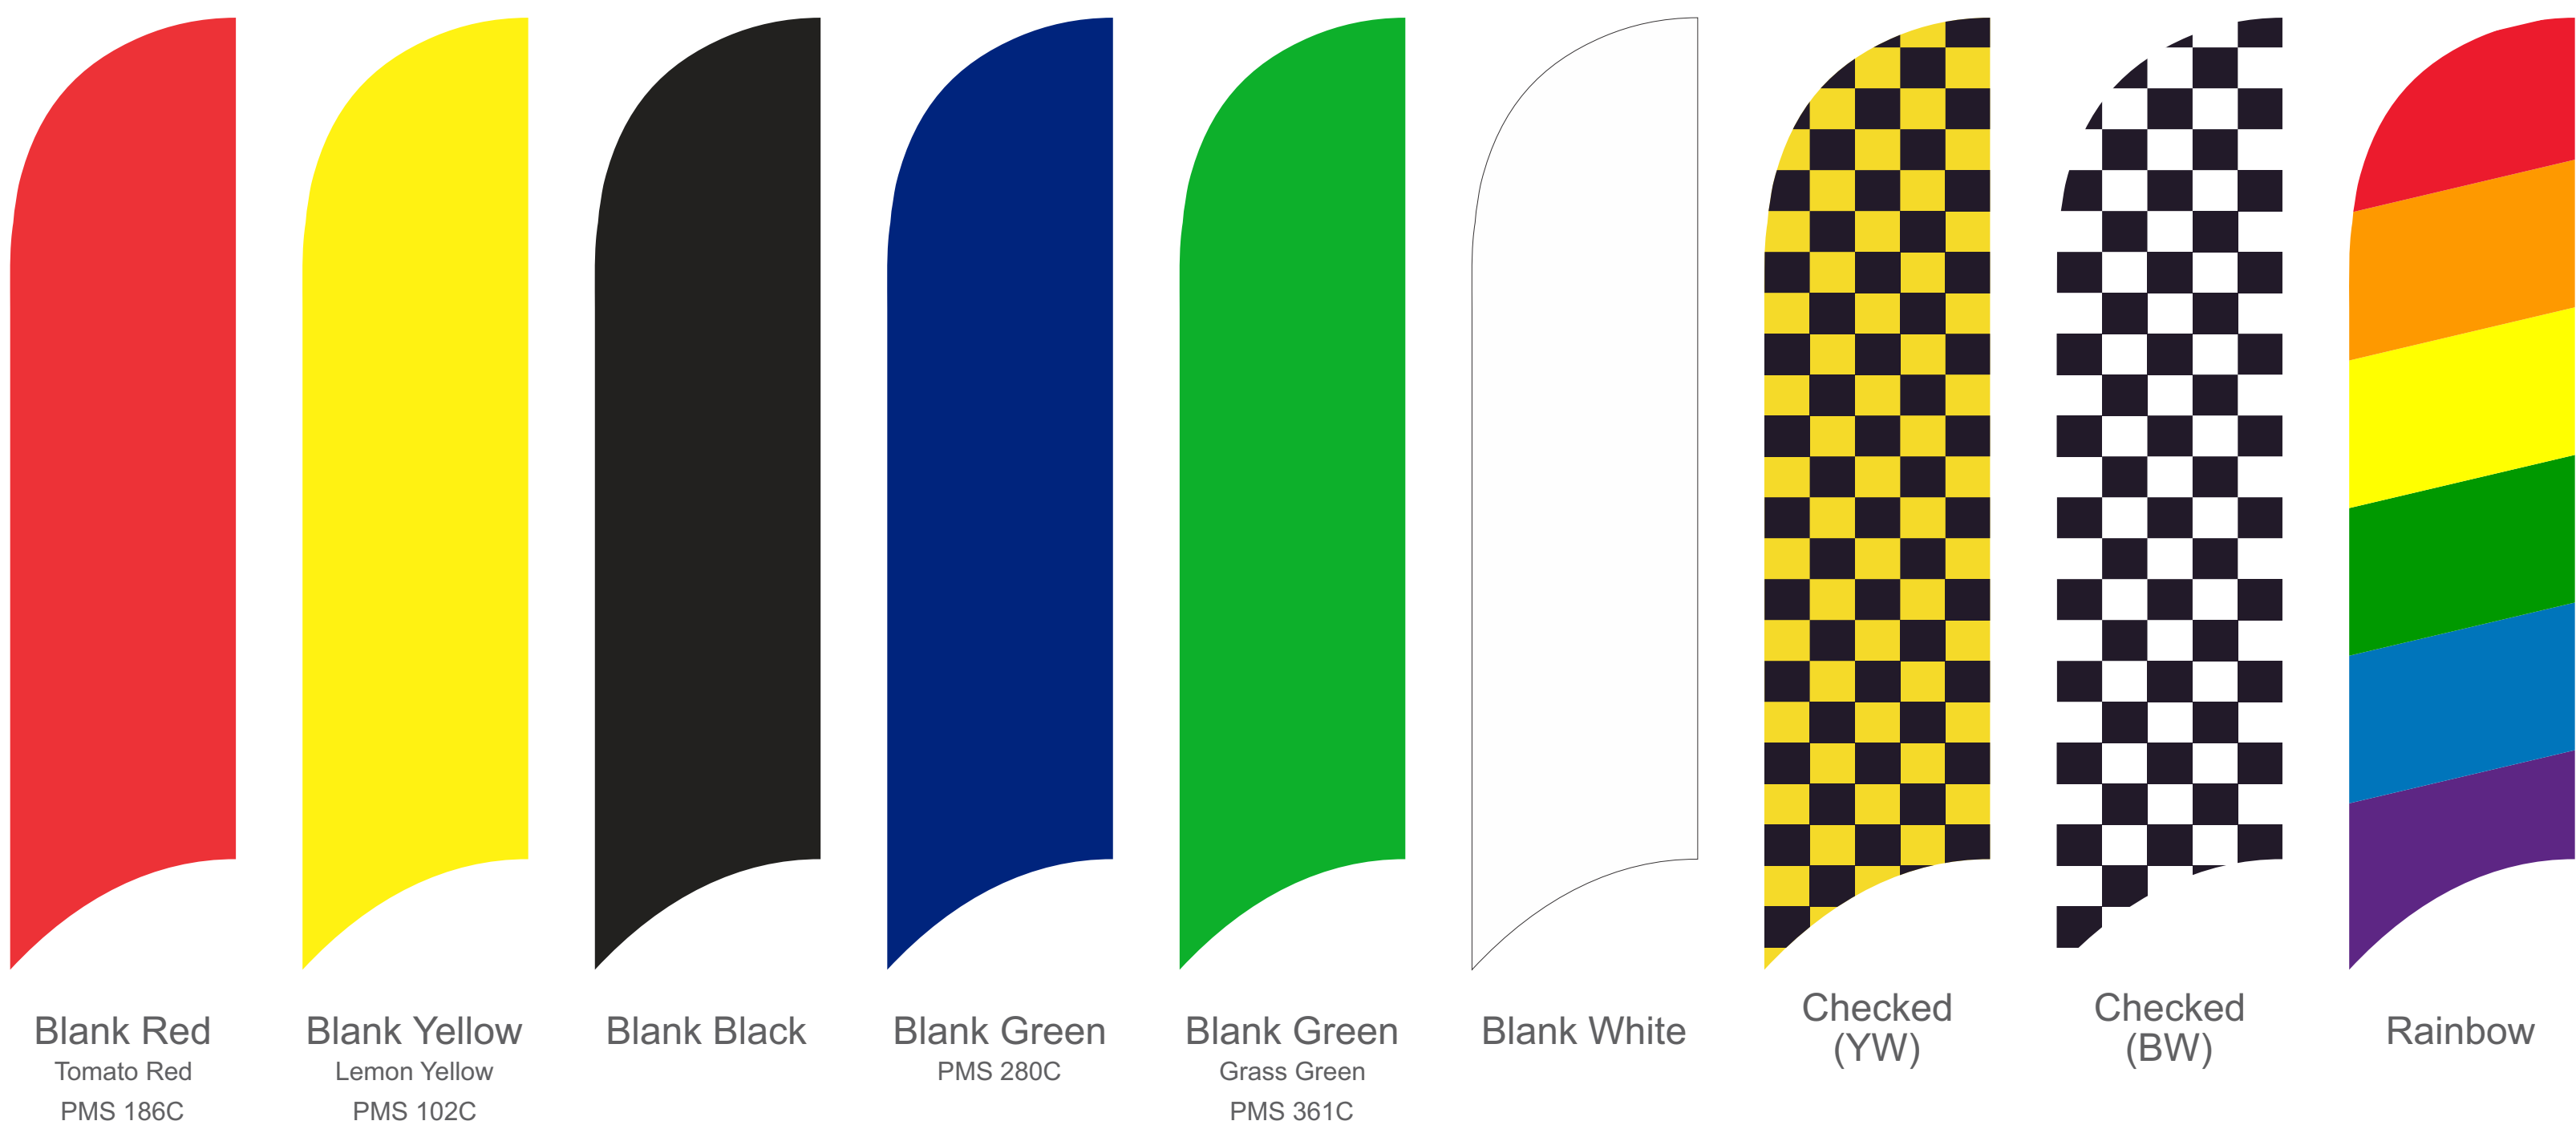 Blank Red
Tomato Red
PMS 186C
Blank Yellow
Lemon Yellow
PMS 102C
Blank Black
Blank Green
PMS 280C
Blank Green
Grass Green
PMS 361C
Blank White
Checked
(YW)
Checked
(BW)
Rainbow